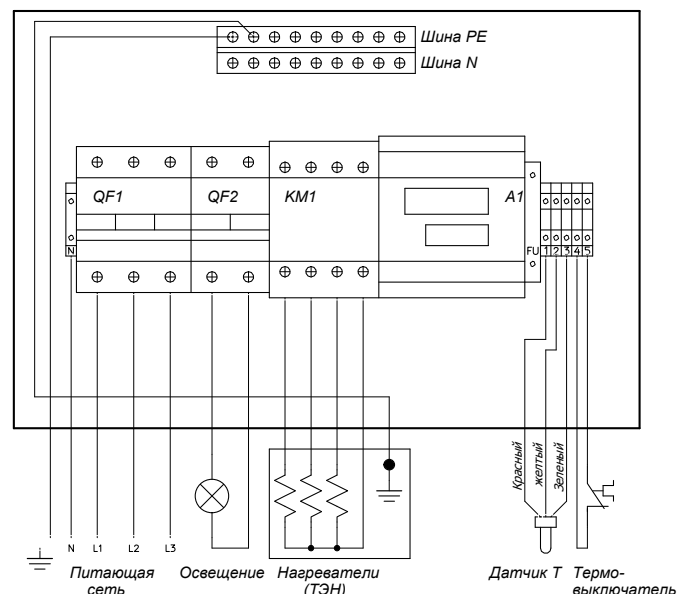 Шина PE
Шина N
QF1
QF2
KM1
A1
N
FU 1 2 3 4 5
Красный
желтый
Зеленый
N L1 L2 L3
Питающая
сеть
Освещение
Нагреватели
(ТЭН)
Датчик T
Термо-
выключатель